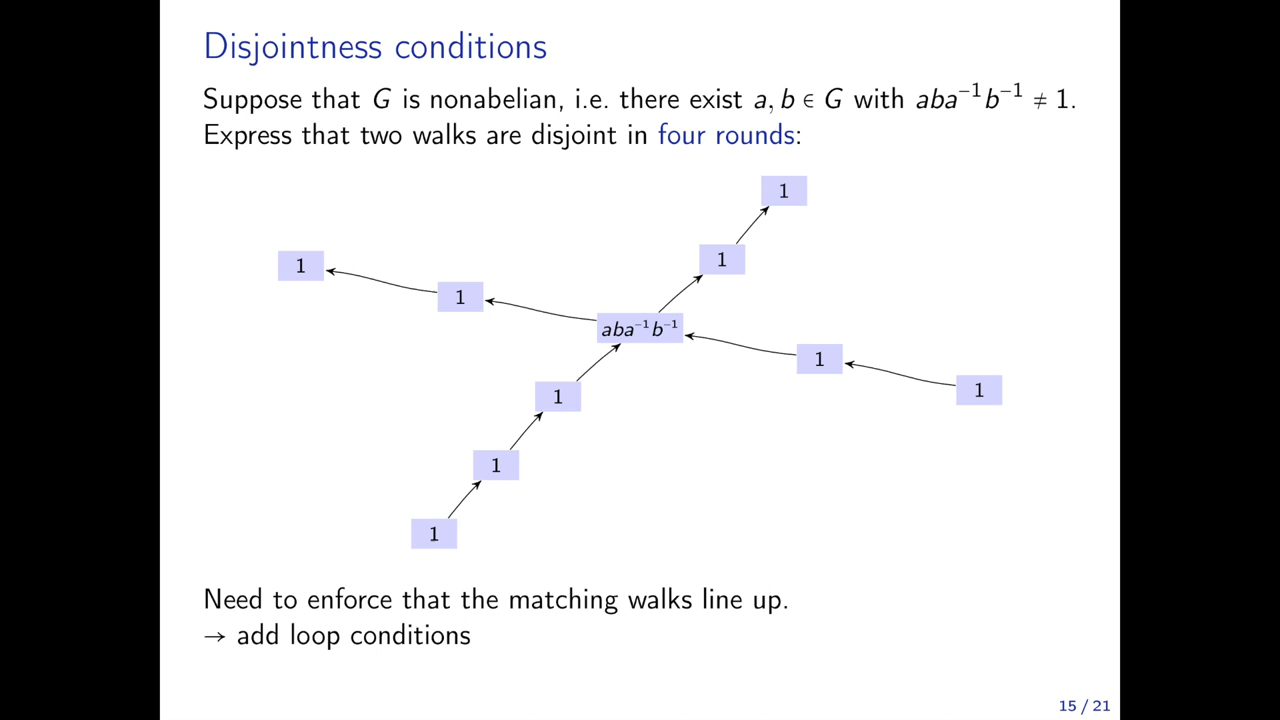 Disjointness conditions
Suppose that G is nonabelian, i.e. there exist a, b ∈ G with aba⁻¹b⁻¹ ≠ 1.
Express that two walks are disjoint in four rounds:
1
1
1
1
aba⁻¹b⁻¹
1
1
1
1
1
Need to enforce that the matching walks line up.
→ add loop conditions
15 / 21